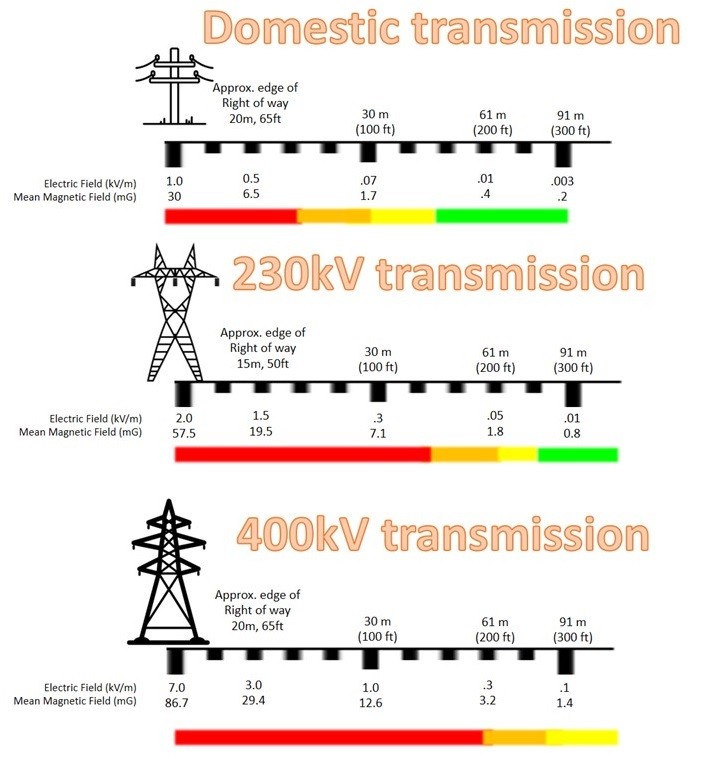 Domestic transmission
Approx. edge of
Right of way
20m, 65ft
30 m
(100 ft)
61 m
(200 ft)
91 m
(300 ft)
Electric Field (kV/m) 1.0 0.5 .07 .01 .003
Mean Magnetic Field (mG) 30 6.5 1.7 .4 .2
230kV transmission
Approx. edge of
Right of way
15m, 50ft
30 m
(100 ft)
61 m
(200 ft)
91 m
(300 ft)
Electric Field (kV/m) 2.0 1.5 .3 .05 .01
Mean Magnetic Field (mG) 57.5 19.5 7.1 1.8 0.8
400kV transmission
Approx. edge of
Right of way
20m, 65ft
30 m
(100 ft)
61 m
(200 ft)
91 m
(300 ft)
Electric Field (kV/m) 7.0 3.0 1.0 .3 .1
Mean Magnetic Field (mG) 86.7 29.4 12.6 3.2 1.4